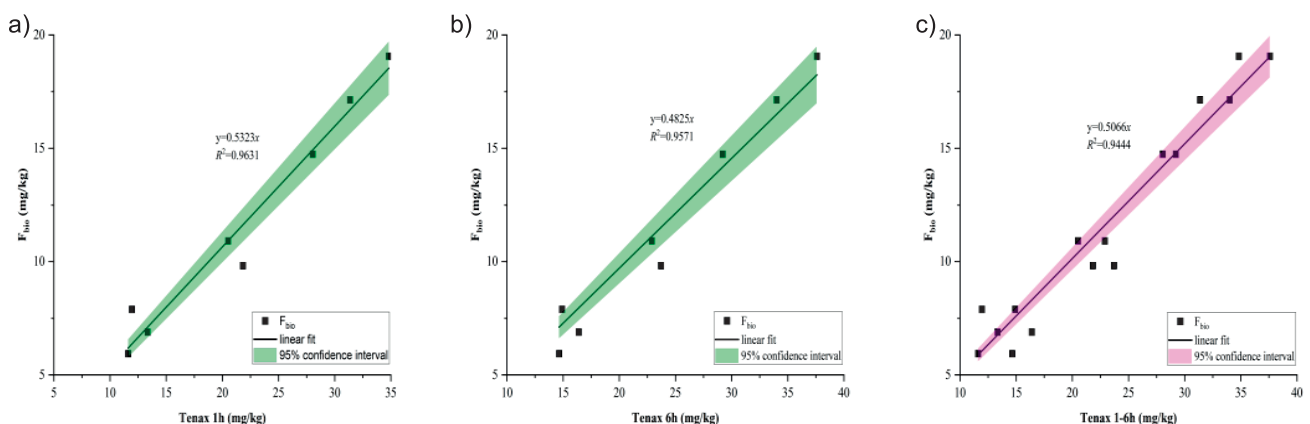 a)
20
15
10
5
F_bio (mg/kg)
y=0.5323x
R²=0.9631
F_bio
linear fit
95% confidence interval
5 10 15 20 25 30 35
Tenax 1h (mg/kg)
b)
20
15
10
5
F_bio (mg/kg)
y=0.4825x
R²=0.9571
F_bio
linear fit
95% confidence interval
10 15 20 25 30 35 40
Tenax 6h (mg/kg)
c)
20
15
10
5
F_bio (mg/kg)
y=0.5066x
R²=0.9444
F_bio
linear fit
95% confidence interval
10 15 20 25 30 35 40
Tenax 1-6h (mg/kg)